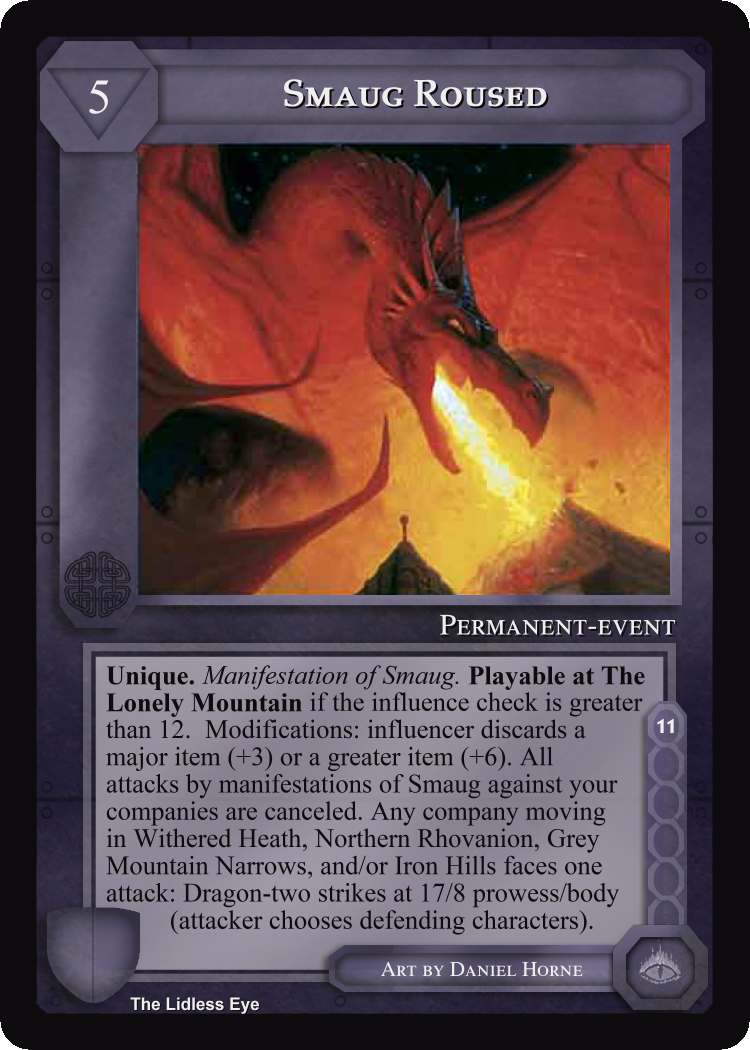 5
Smaug Roused
Permanent-event
Unique. Manifestation of Smaug. Playable at The
Lonely Mountain if the influence check is greater
than 12. Modifications: influencer discards a
major item (+3) or a greater item (+6). All
attacks by manifestations of Smaug against your
companies are canceled. Any company moving
in Withered Heath, Northern Rhovanion, Grey
Mountain Narrows, and/or Iron Hills faces one
attack: Dragon-two strikes at 17/8 prowess/body
(attacker chooses defending characters).
11
Art by Daniel Horne
The Lidless Eye